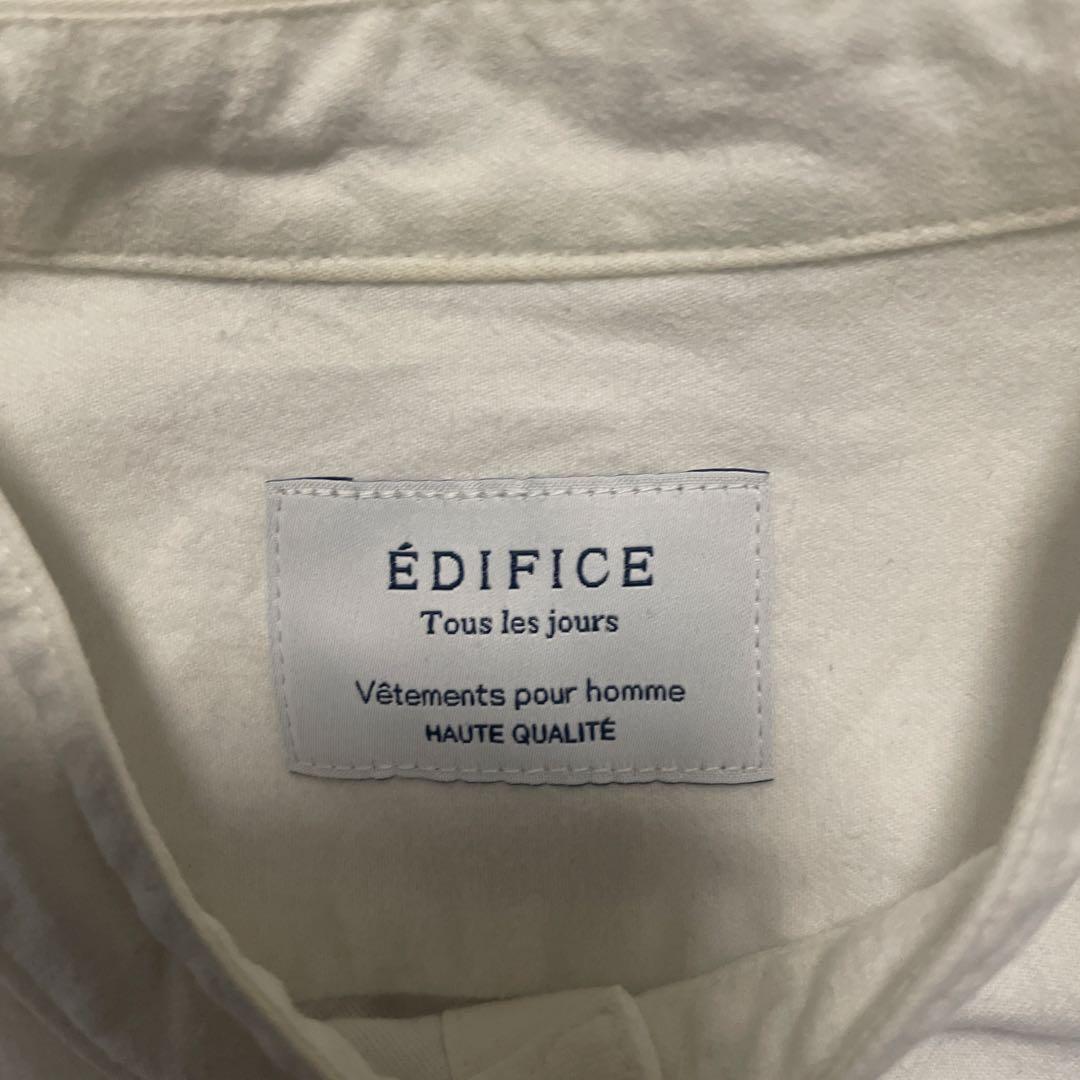 ÉDIFICE
Tous les jours
Vêtements pour homme
HAUTE QUALITÉ